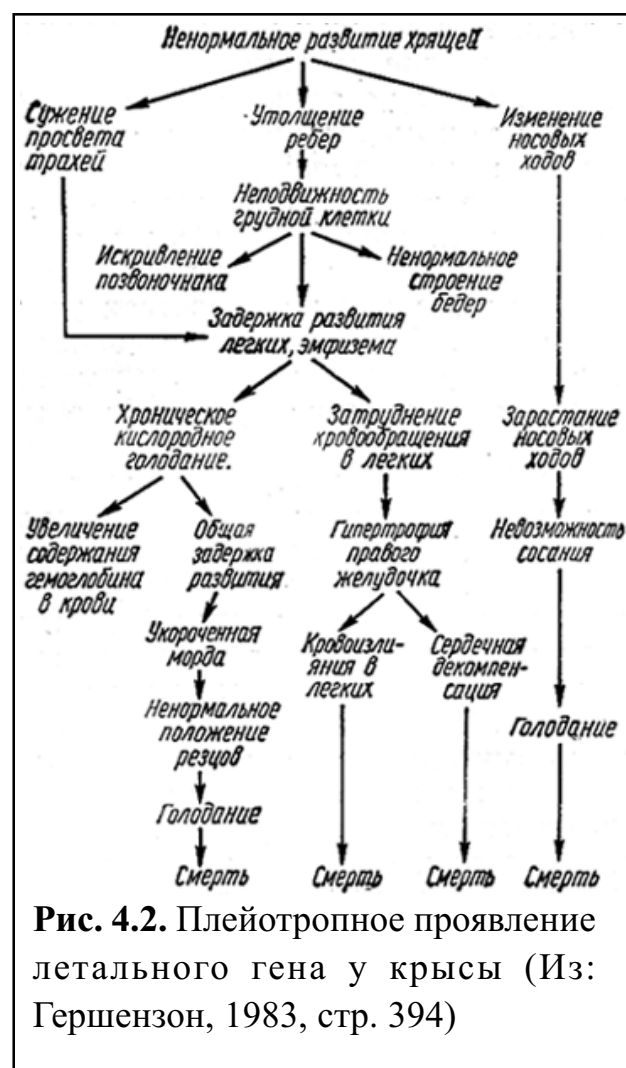 Ненормальное развитие хрящей
Сужение
просвета
трахей
Утолщение
ребер
Изменение
носовых
ходов
Неподвижность
грудной клетки
Искривление
позвоночника
Ненормальное
строение
бедер
Задержка развития
легких, эмфизема
Хроническое
кислородное
голодание.
Затруднение
кровообращения
в легких
Зарастание
носовых
ходов
Увеличение
содержания
гемоглобина
в крови
Общая
задержка
развития
Гипертрофия
правого
желудочка
Невозможность
сосания
Укороченная
морда
Кровоизли-
яния в
легких
Сердечная
декомпен-
сация
Ненормальное
положение
резцов
Голодание
Голодание
Смерть
Смерть
Смерть
Смерть
Рис. 4.2. Плейотропное проявление
летального гена у крысы (Из:
Гершензон, 1983, стр. 394)